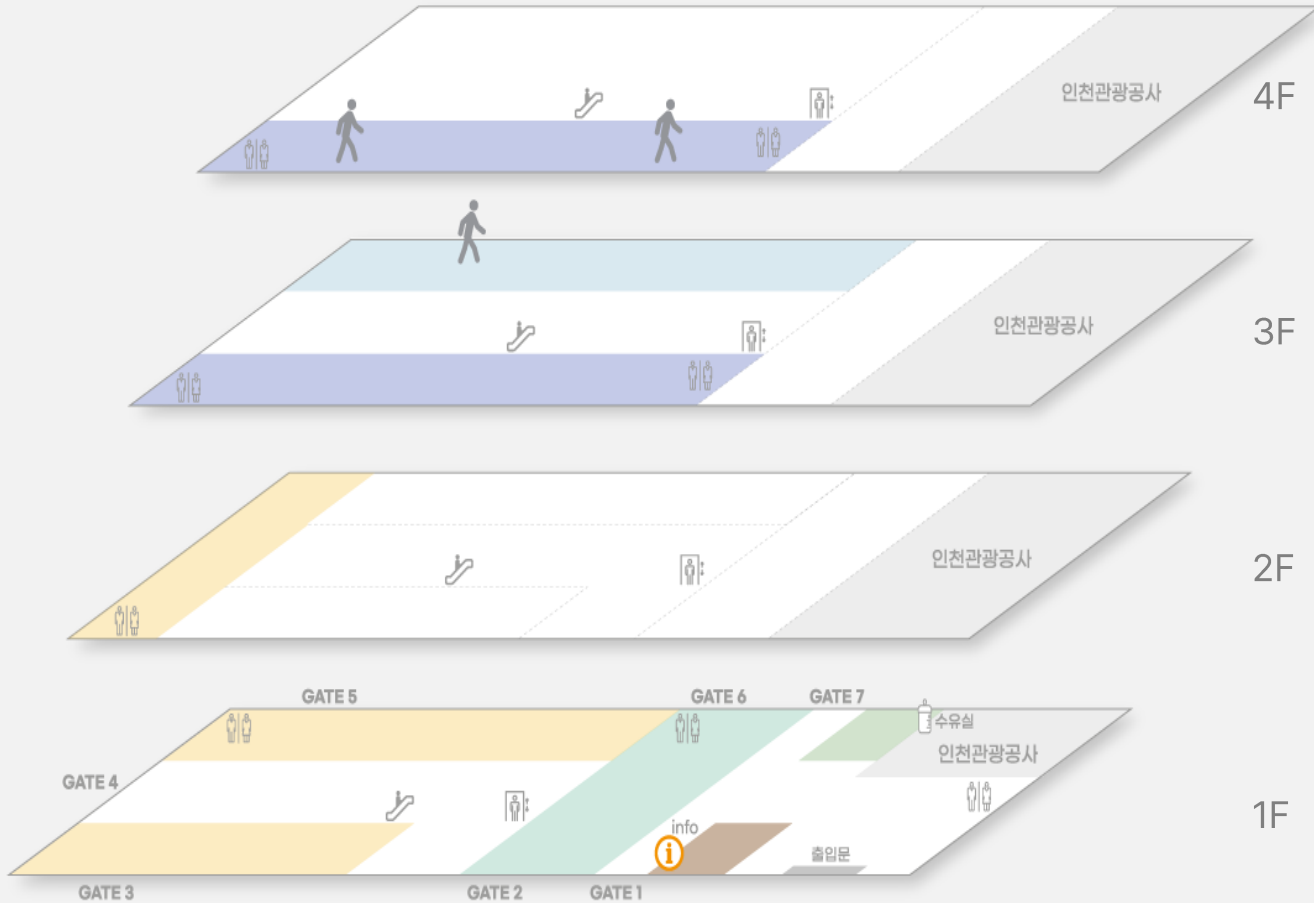 인천관광공사
4F
인천관광공사
3F
인천관광공사
2F
GATE 5
GATE 6
GATE 7
수유실
인천관광공사
GATE 4
1F
info
i
출입문
GATE 3
GATE 2
GATE 1